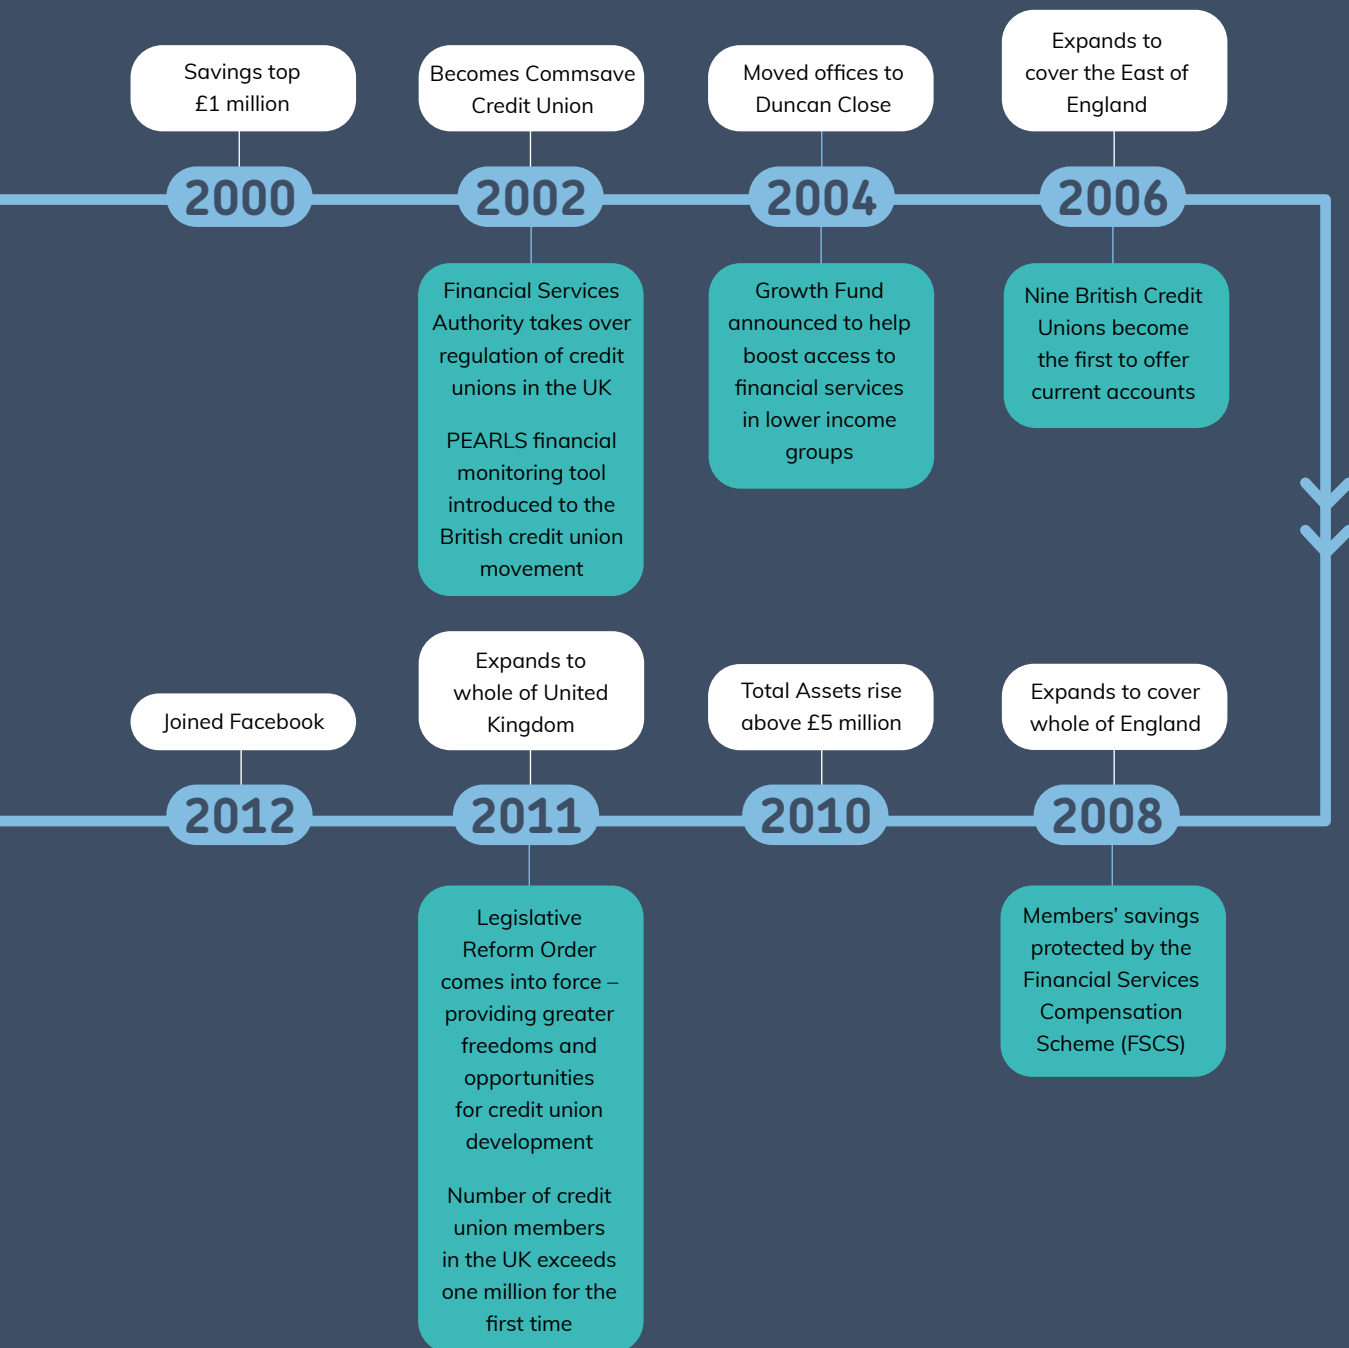 Savings top
£1 million
2000
Becomes Commsave
Credit Union
2002
Financial Services
Authority takes over
regulation of credit
unions in the UK
PEARLS financial
monitoring tool
introduced to the
British credit union
movement
Moved offices to
Duncan Close
2004
Growth Fund
announced to help
boost access to
financial services
in lower income
groups
Expands to
cover the East of
England
2006
Nine British Credit
Unions become
the first to offer
current accounts
Expands to cover
whole of England
2008
Members’ savings
protected by the
Financial Services
Compensation
Scheme (FSCS)
Total Assets rise
above £5 million
2010
Expands to
whole of United
Kingdom
2011
Legislative
Reform Order
comes into force –
providing greater
freedoms and
opportunities
for credit union
development
Number of credit
union members
in the UK exceeds
one million for the
first time
Joined Facebook
2012